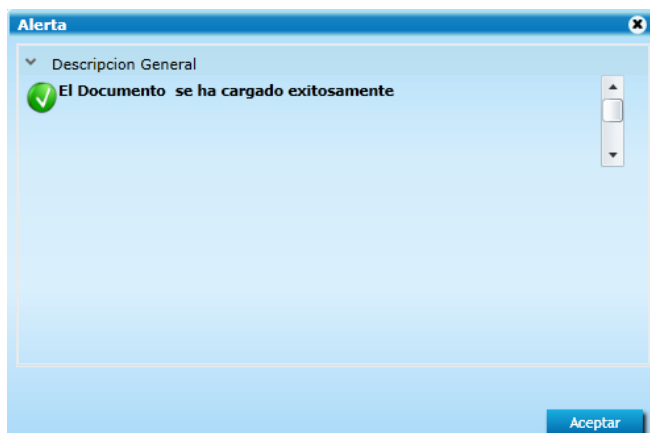 Alerta
Descripcion General
El Documento  se ha cargado exitosamente
Aceptar